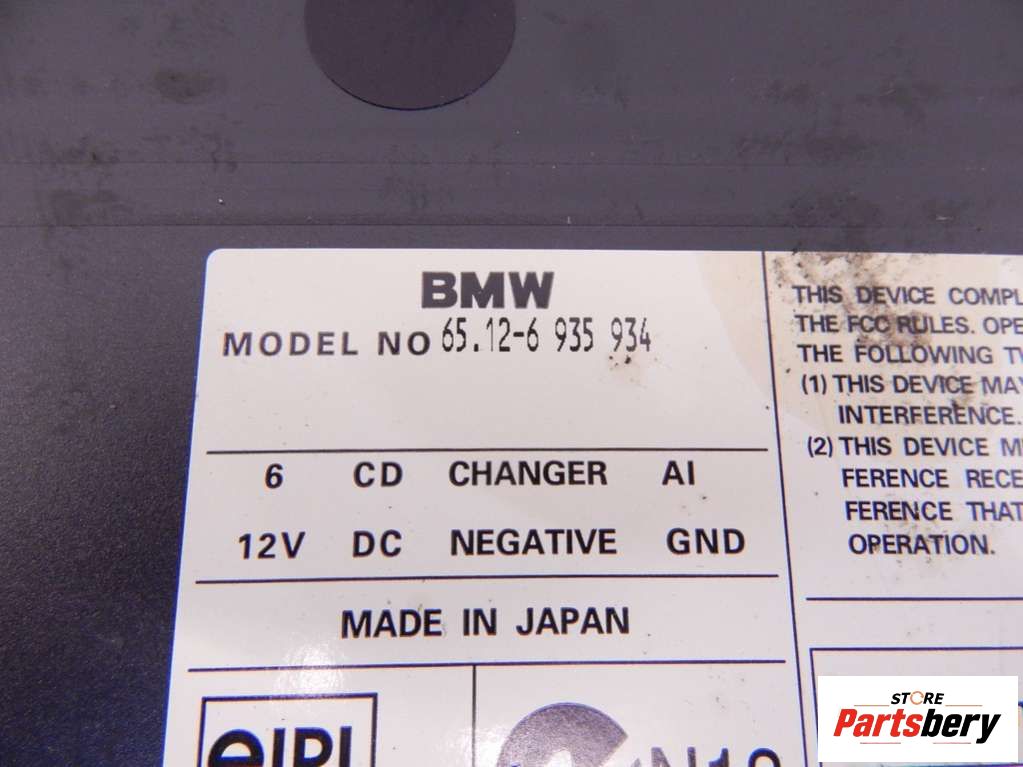 BMW
MODEL NO 65.12-6 935 934
6 CD CHANGER AI
12V DC NEGATIVE GND
MADE IN JAPAN
THIS DEVICE COMPL
THE FCC RULES. OPE
THE FOLLOWING TW
(1) THIS DEVICE MAY
INTERFERENCE.
(2) THIS DEVICE M
FERENCE RECE
FERENCE THAT
OPERATION.
STORE
Partsbery